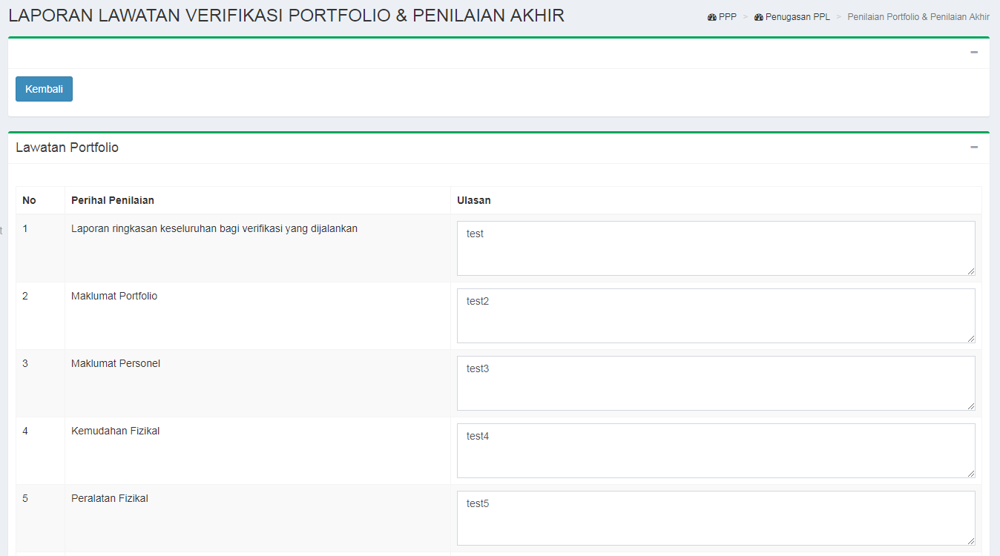 LAPORAN LAWATAN VERIFIKASI PORTFOLIO & PENILAIAN AKHIR
PPP > Penugasan PPL > Penilaian Portfolio & Penilaian Akhir
Kembali
Lawatan Portfolio
No Perihal Penilaian Ulasan
1 Laporan ringkasan keseluruhan bagi verifikasi yang dijalankan test
2 Maklumat Portfolio test2
3 Maklumat Personel test3
4 Kemudahan Fizikal test4
5 Peralatan Fizikal test5